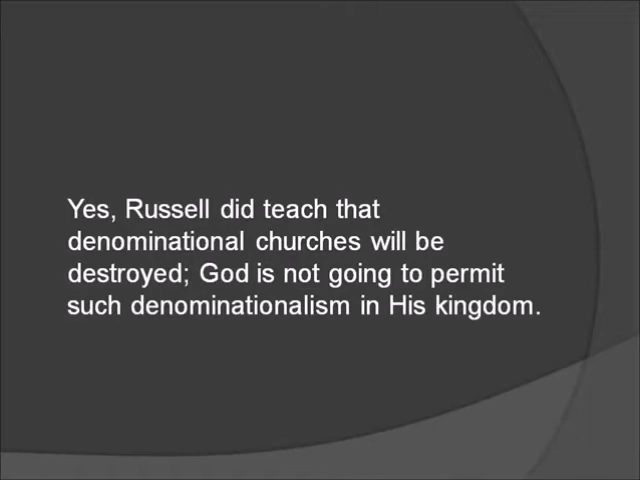 Yes, Russell did teach that
denominational churches will be
destroyed; God is not going to permit
such denominationalism in His kingdom.